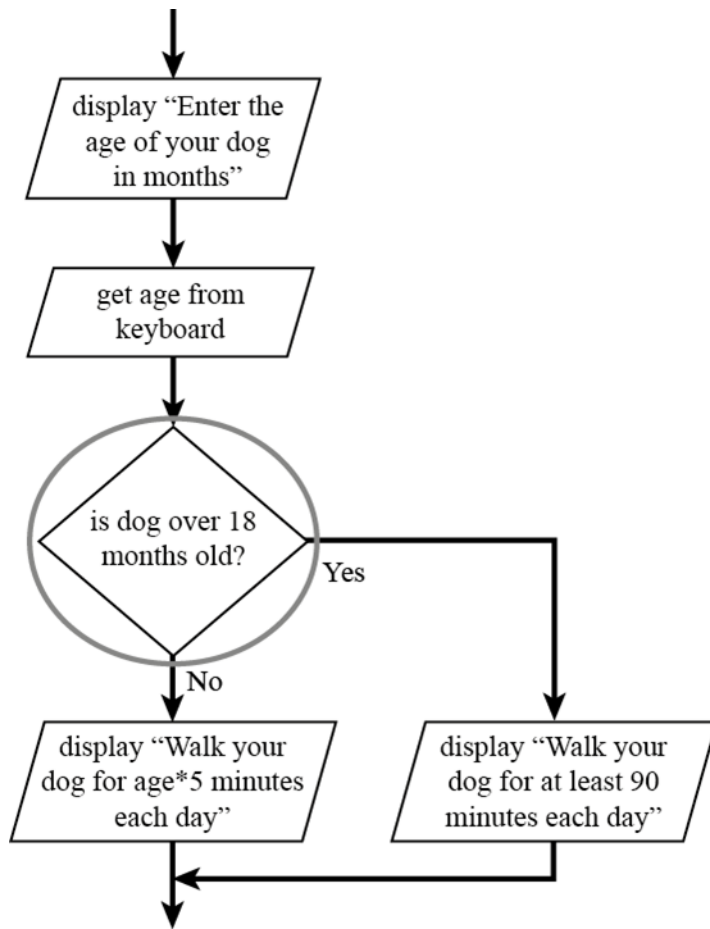 display “Enter the
age of your dog
in months”
get age from
keyboard
is dog over 18
months old?
Yes
No
display “Walk your
dog for age*5 minutes
each day”
display “Walk your
dog for at least 90
minutes each day”